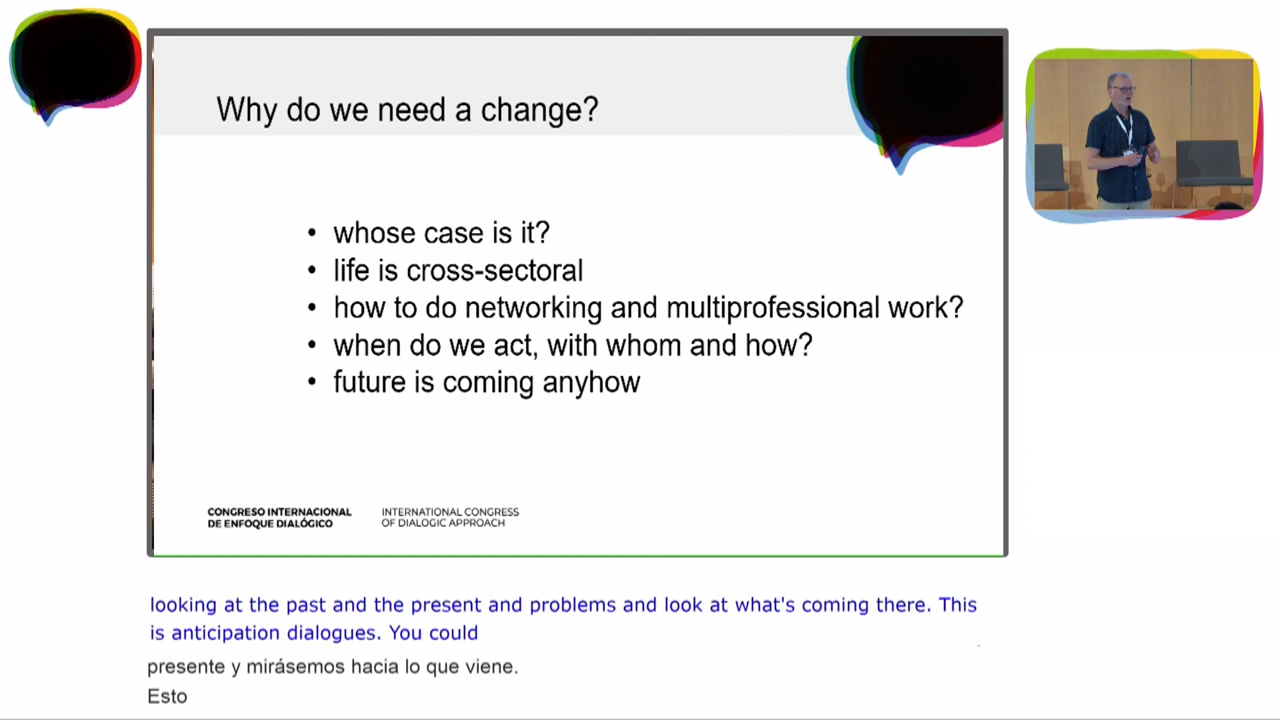 Why do we need a change?
• whose case is it?
• life is cross-sectoral
• how to do networking and multiprofessional work?
• when do we act, with whom and how?
• future is coming anyhow
CONGRESO INTERNACIONAL
DE ENFOQUE DIALÓGICO
INTERNATIONAL CONGRESS
OF DIALOGIC APPROACH
looking at the past and the present and problems and look at what's coming there. This
is anticipation dialogues. You could
presente y mirásemos hacia lo que viene.
Esto